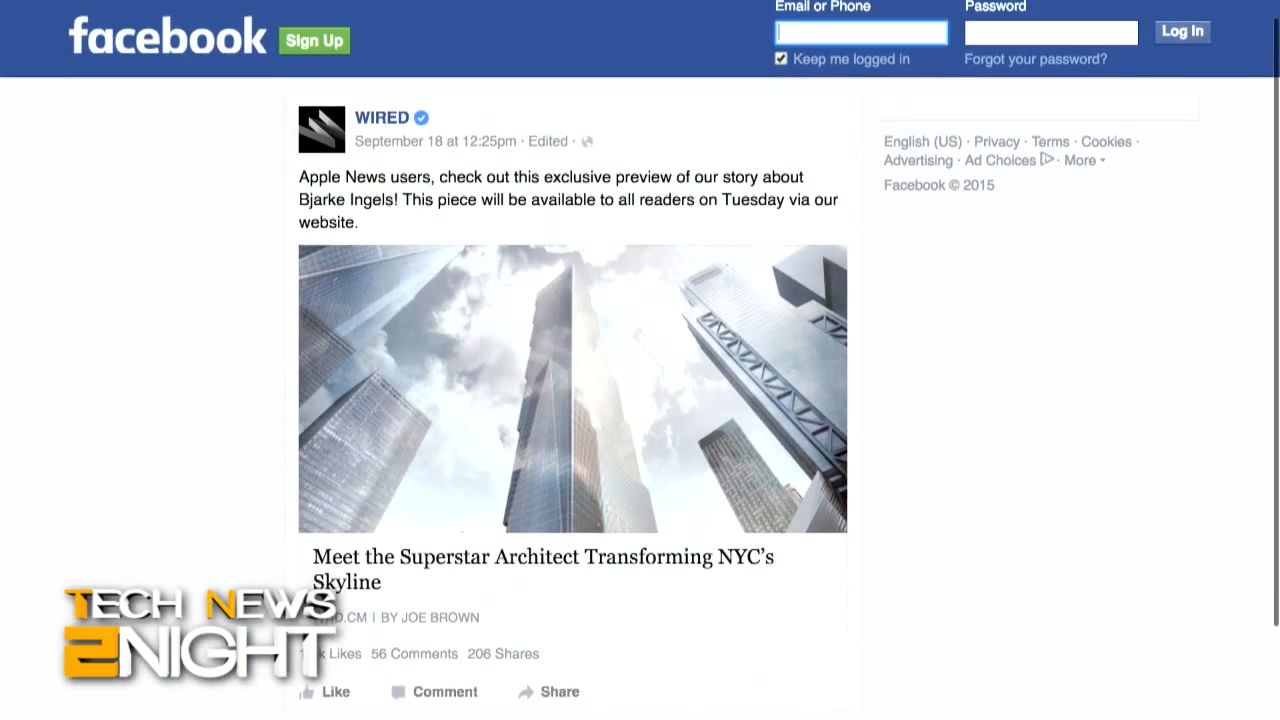 facebook
Sign Up
Email or Phone
Password
Log In
Keep me logged in
Forgot your password?
WIRED
September 18 at 12:25pm · Edited ·
Apple News users, check out this exclusive preview of our story about
Bjarke Ingels! This piece will be available to all readers on Tuesday via our
website.
Meet the Superstar Architect Transforming NYC's
Skyline
BY JOE BROWN
Likes 56 Comments 206 Shares
Like Comment Share
English (US) · Privacy · Terms · Cookies ·
Advertising · Ad Choices · More
Facebook © 2015
TECH NEWS
2NIGHT